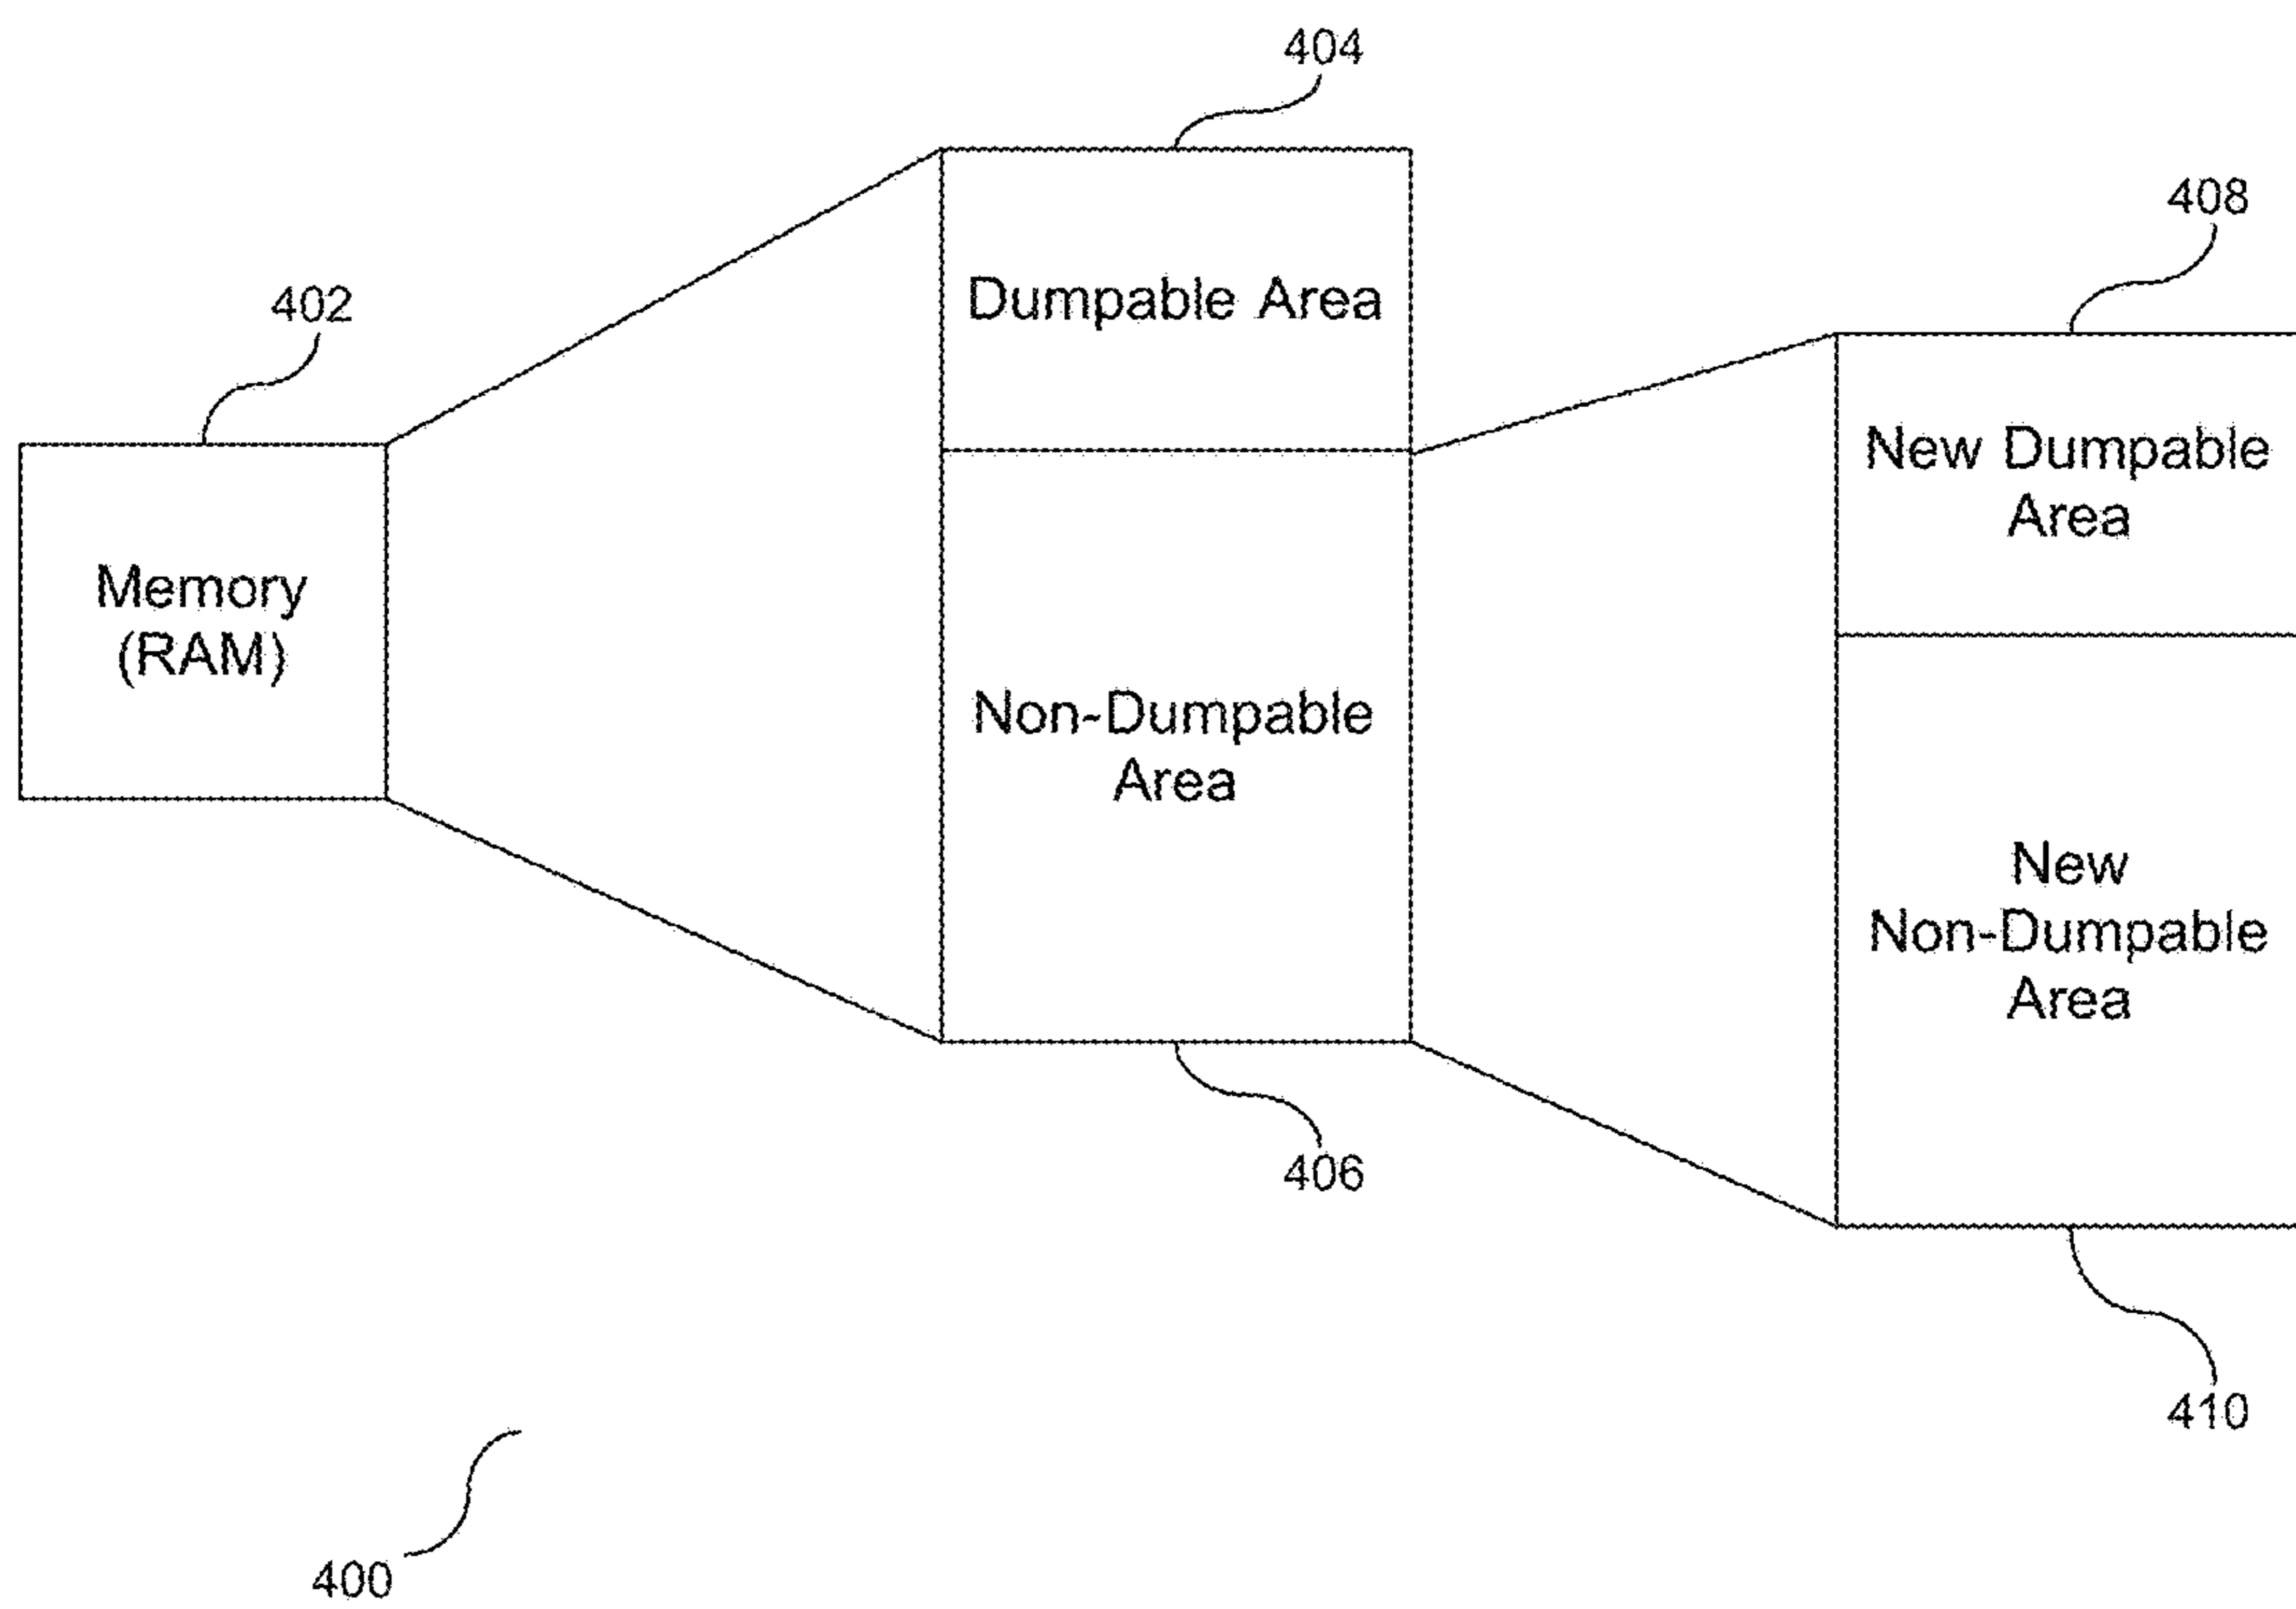 404
408
402
Dumpable Area
New Dumpable
Area
Memory
(RAM)
Non-Dumpable
Area
New
Non-Dumpable
Area
406
410
400